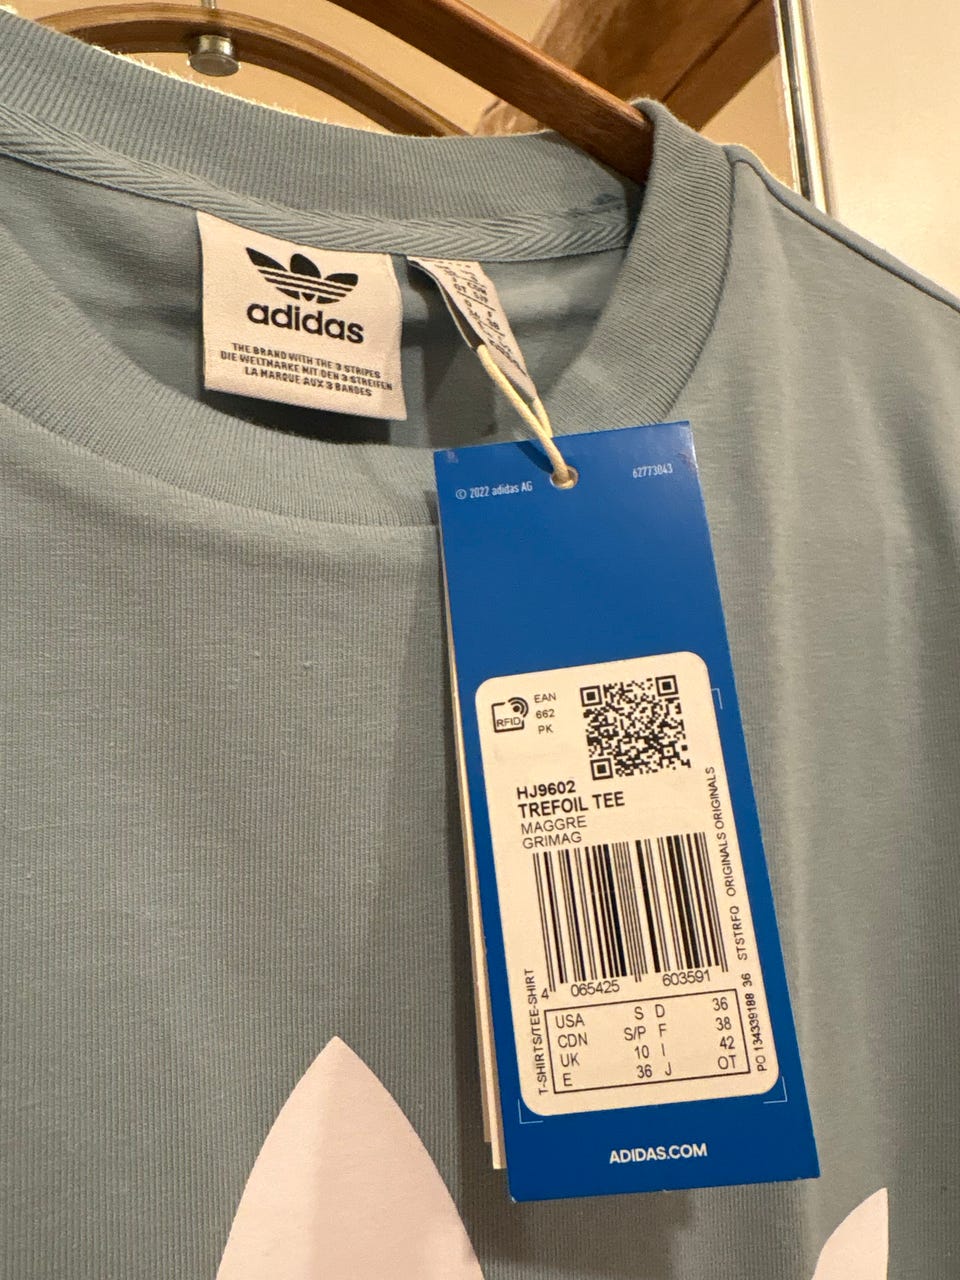 adidas
THE BRAND WITH THE 3 STRIPES
DIE WELTMARKE MIT DEN 3 STREIFEN
LA MARQUE AUX 3 BANDES
© 2022 adidas AG
62773043
RFID
EAN
662
PK
HJ9602
TREFOIL TEE
MAGGRE
GRIMAG
4 065425 603591
USA S D 36
CDN S/P F 38
UK 10 I 42
E 36 J OT
T-SHIRTS/TEE-SHIRT
STSTRFO ORIGINALS ORIGINALS
PO 134339188 36
ADIDAS.COM